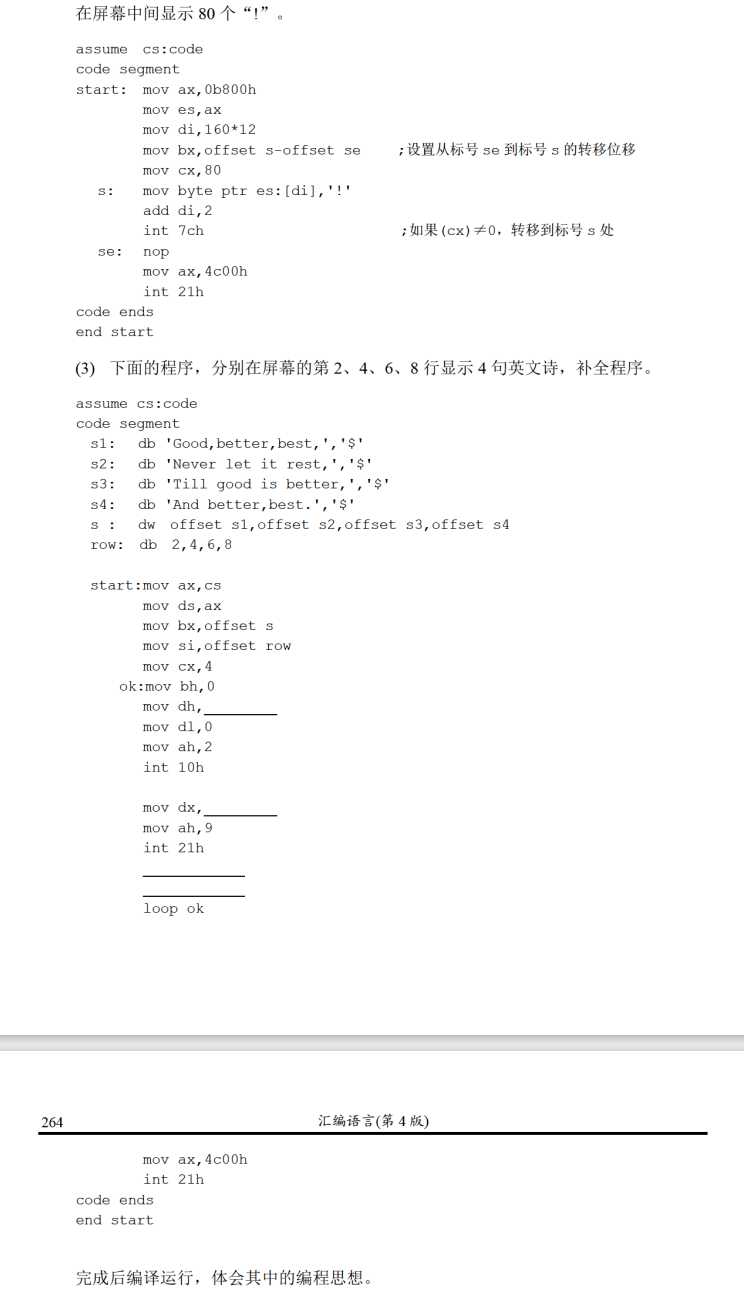 在屏幕中间显示 80 个“!”。
assume  cs:code
code segment
start:  mov ax,0b800h
        mov es,ax
        mov di,160*12
        mov bx,offset s-offset se    ;设置从标号 se 到标号 s 的转移位移
        mov cx,80
   s:   mov byte ptr es:[di],'!'
        add di,2
        int 7ch                      ;如果(cx)≠0，转移到标号 s 处
   se:  nop
        mov ax,4c00h
        int 21h
code ends
end start
(3) 下面的程序，分别在屏幕的第 2、4、6、8 行显示 4 句英文诗，补全程序。
assume cs:code
code segment
  s1:   db 'Good,better,best,','$'
  s2:   db 'Never let it rest,','$'
  s3:   db 'Till good is better,','$'
  s4:   db 'And better,best.','$'
  s :   dw  offset s1,offset s2,offset s3,offset s4
  row:  db  2,4,6,8
  start:mov ax,cs
        mov ds,ax
        mov bx,offset s
        mov si,offset row
        mov cx,4
     ok:mov bh,0
        mov dh,________
        mov dl,0
        mov ah,2
        int 10h
        mov dx,________
        mov ah,9
        int 21h
        ____________
        ____________
        loop ok
264 汇编语言(第 4 版)
        mov ax,4c00h
        int 21h
code ends
end start
完成后编译运行，体会其中的编程思想。